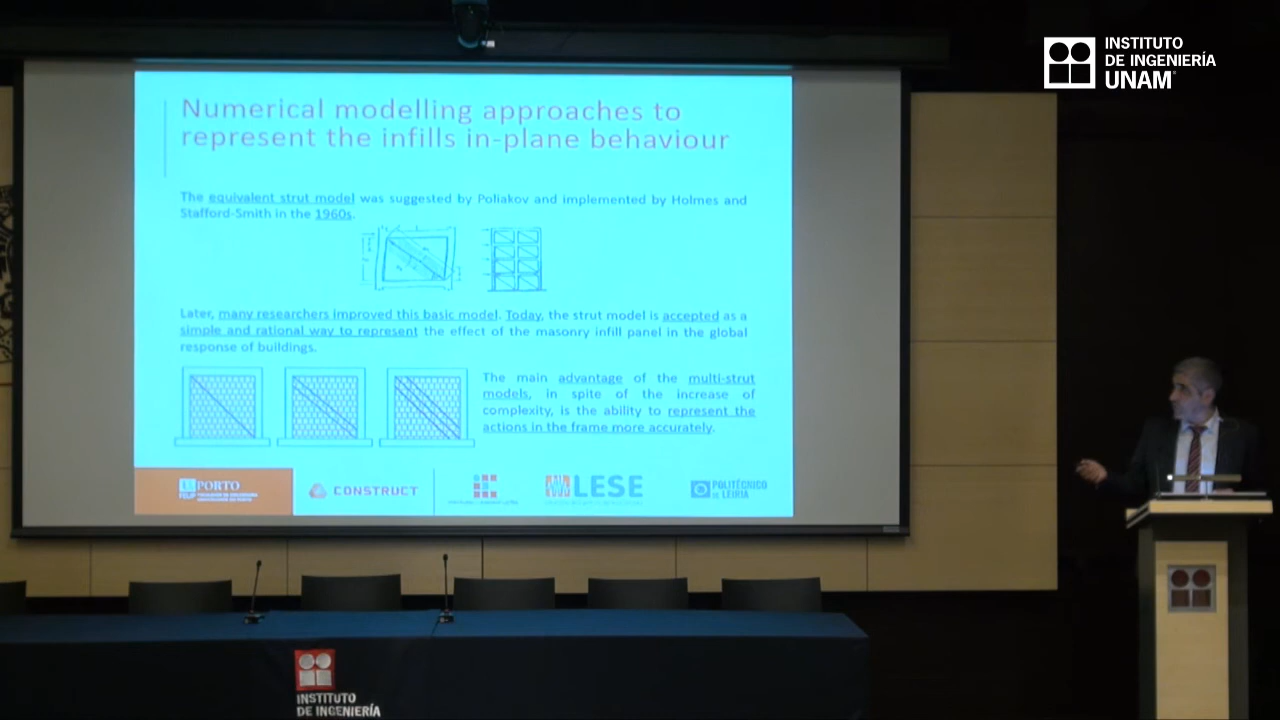 INSTITUTO
DE INGENIERÍA
UNAM
Numerical modelling approaches to
represent the infills in-plane behaviour
The equivalent strut model was suggested by Poliakov and implemented by Holmes and
Stafford-Smith in the 1960s.
Later, many researchers improved this basic model. Today, the strut model is accepted as a
simple and rational way to represent the effect of the masonry infill panel in the global
response of buildings.
The main advantage of the multi-strut
models, in spite of the increase of
complexity, is the ability to represent the
actions in the frame more accurately.
U.PORTO
CONSTRUCT
LESE
POLITÉCNICO
DE LEIRIA
INSTITUTO
DE INGENIERÍA